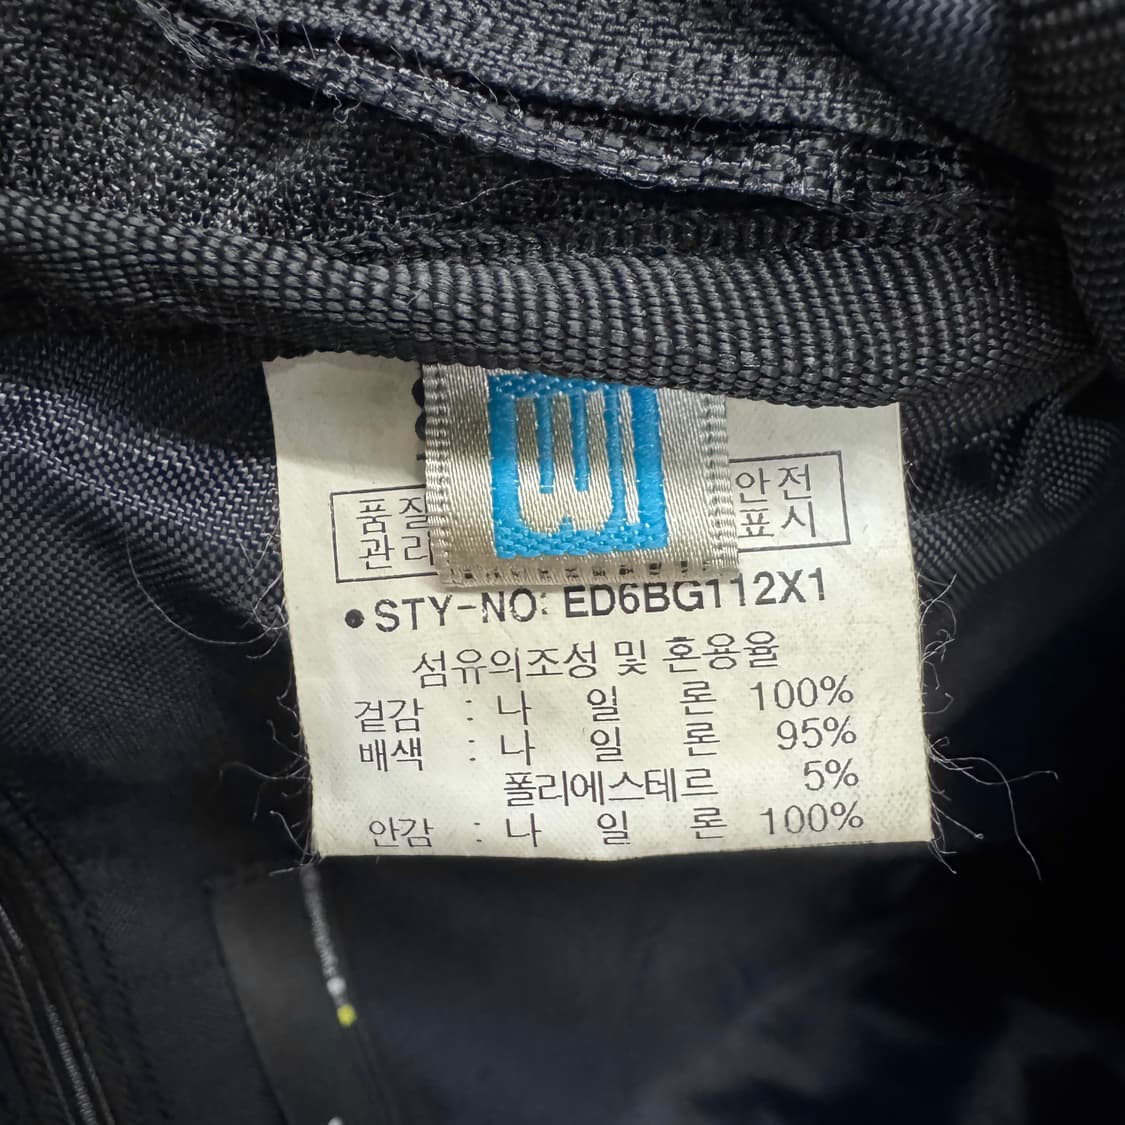 품질 안전
관리 표시
STY-NO: ED6BG112X1
섬유의조성 및 혼용율
겉감 : 나 일 론 100%
배색 : 나 일 론 95%
폴리에스테르 5%
안감 : 나 일 론 100%